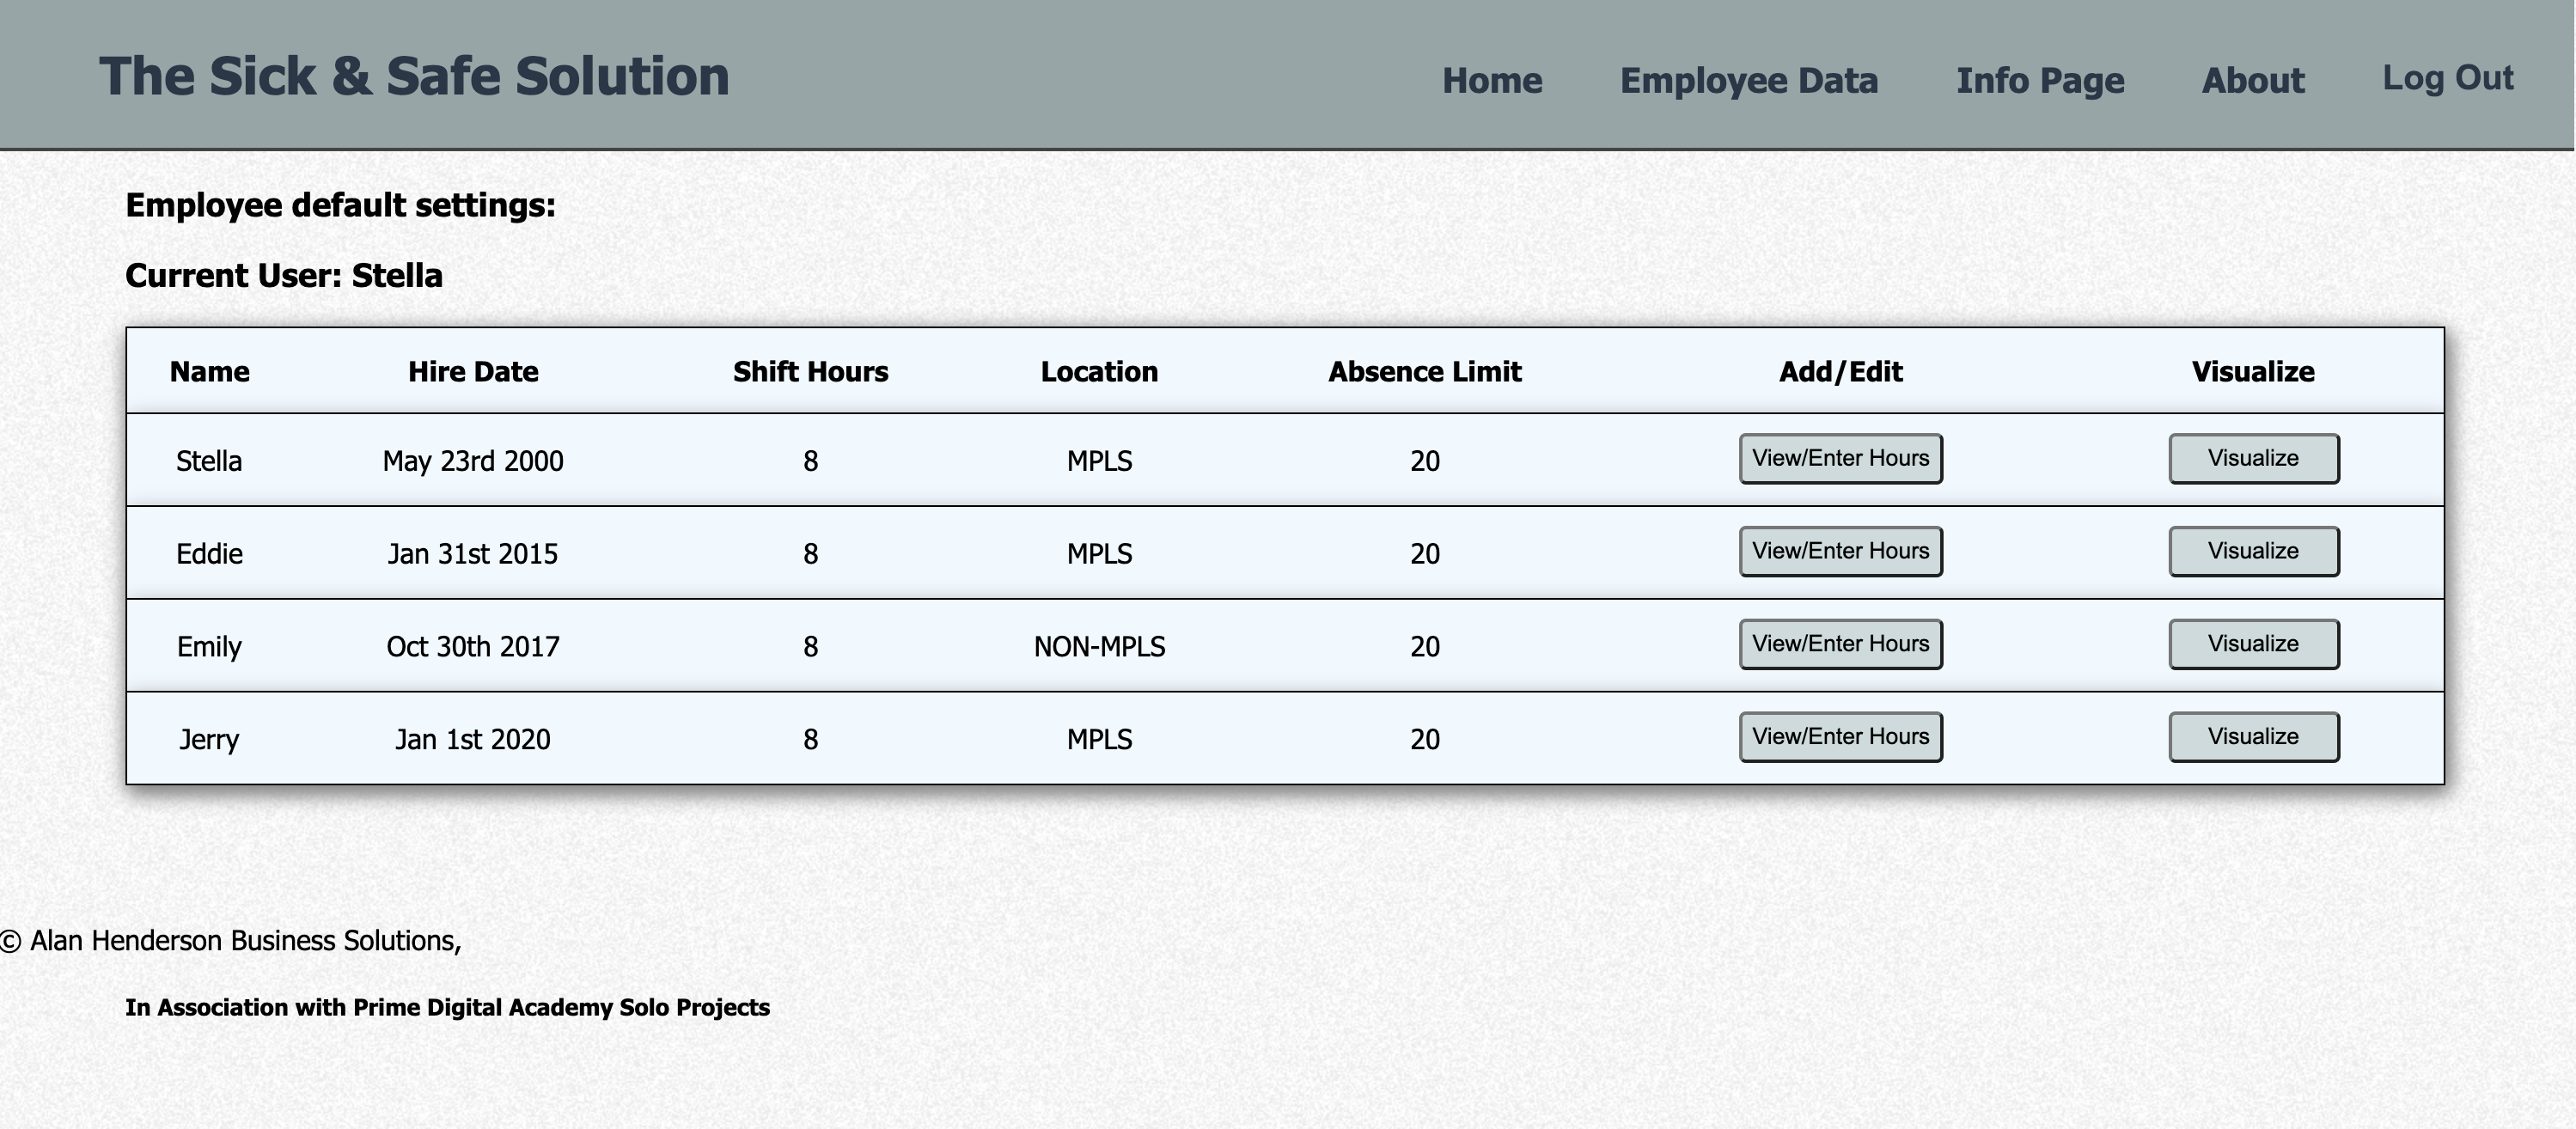 The Sick & Safe Solution Home Employee Data Info Page About Log Out
Employee default settings:
Current User: Stella
Name Hire Date Shift Hours Location Absence Limit Add/Edit Visualize
Stella May 23rd 2000 8 MPLS 20 View/Enter Hours Visualize
Eddie Jan 31st 2015 8 MPLS 20 View/Enter Hours Visualize
Emily Oct 30th 2017 8 NON-MPLS 20 View/Enter Hours Visualize
Jerry Jan 1st 2020 8 MPLS 20 View/Enter Hours Visualize
© Alan Henderson Business Solutions,
In Association with Prime Digital Academy Solo Projects